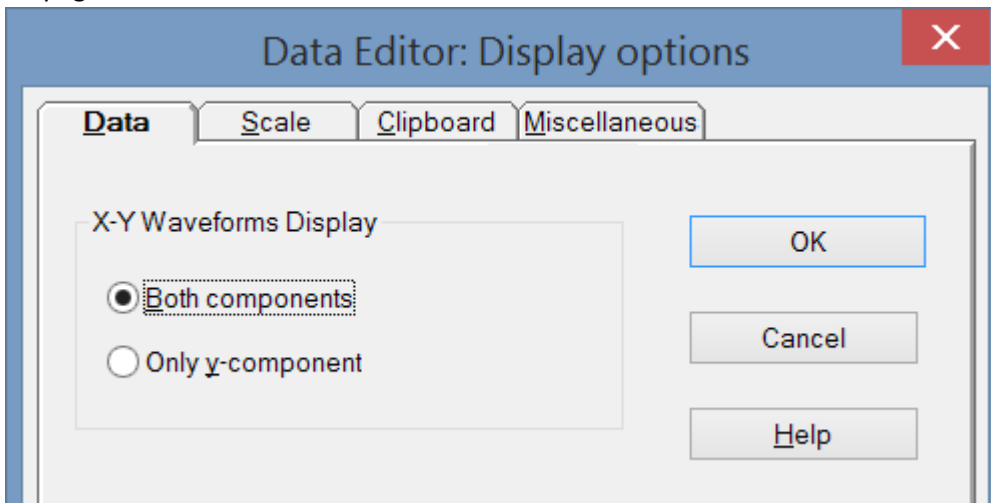 Data Editor: Display options
Data Scale Clipboard Miscellaneous
X-Y Waveforms Display
OK
Both components
Cancel
Only y-component
Help